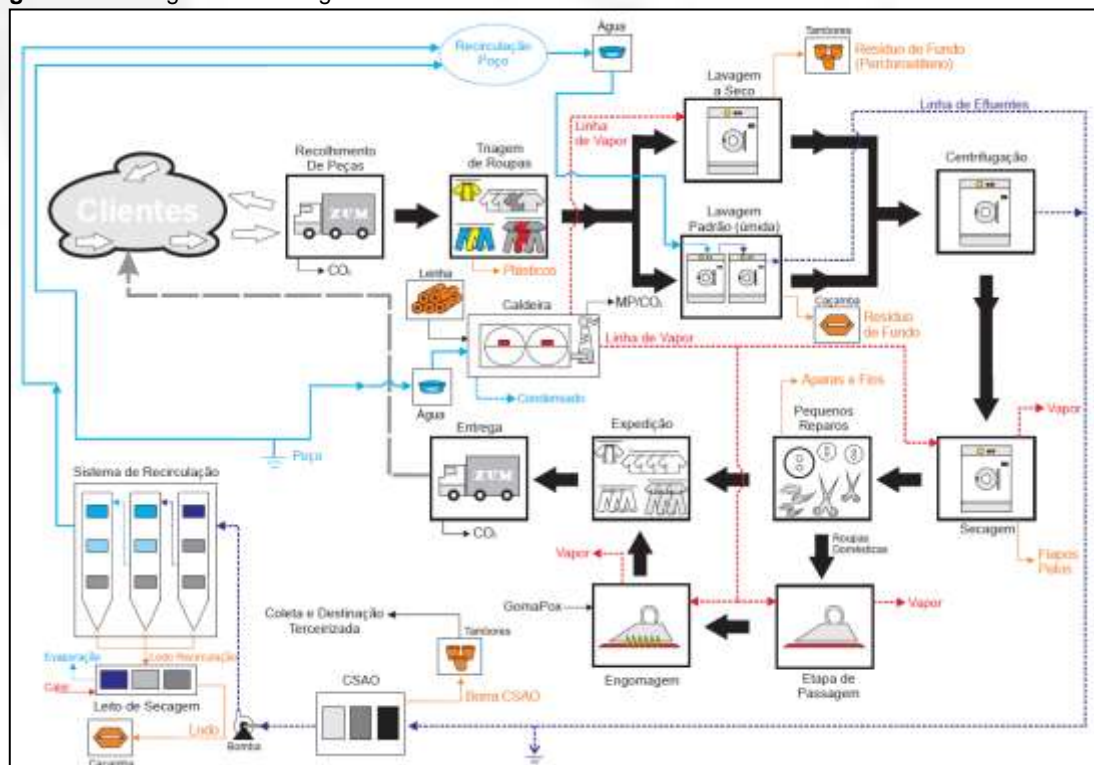 Água
Recirculação
Poço
Tambores
Resíduo de Fundo
(Percloroetileno)
Lavagem
a Seco
Linha de Efluentes
Linha
de Vapor
Recolhimento
De Peças
Triagem
de Roupas
Centrifugação
Clientes
ZUM
Lavagem
Padrão (úmida)
CO₂
Plásticos
Lenha
Caldeira
MP/CO₂
Caçamba
Resíduo
de Fundo
Linha de Vapor
Água
Condensado
Aparas e Fios
Pequenos
Reparos
Vapor
Entrega
Expedição
Poço
Sistema de Recirculação
ZUM
Secagem
CO₂
Roupas
Domésticas
Fiapos
Pelos
Vapor
GomaPox
Vapor
Coleta e Destinação
Terceirizada
Tambores
Engomagem
Etapa de
Passagem
Evaporação
Lodo Recirculação
Calor
Leito de Secagem
CSAO
Borra CSAO
Lodo
Bomba
Caçamba